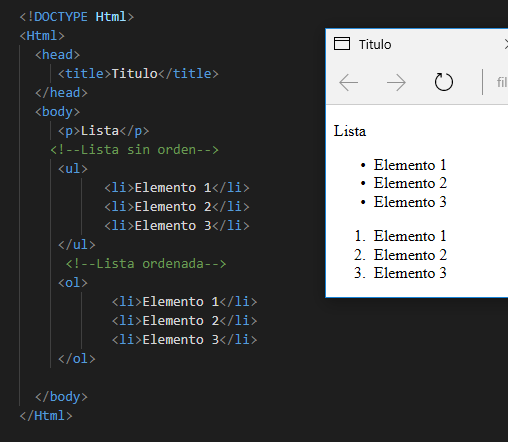 <!DOCTYPE Html>
<Html>
<head>
<title>Titulo</title>
</head>
<body>
<p>Lista</p>
<!--Lista sin orden-->
<ul>
<li>Elemento 1</li>
<li>Elemento 2</li>
<li>Elemento 3</li>
</ul>
<!--Lista ordenada-->
<ol>
<li>Elemento 1</li>
<li>Elemento 2</li>
<li>Elemento 3</li>
</ol>
</body>
</Html>
Titulo
fil
Lista
• Elemento 1
• Elemento 2
• Elemento 3
1. Elemento 1
2. Elemento 2
3. Elemento 3